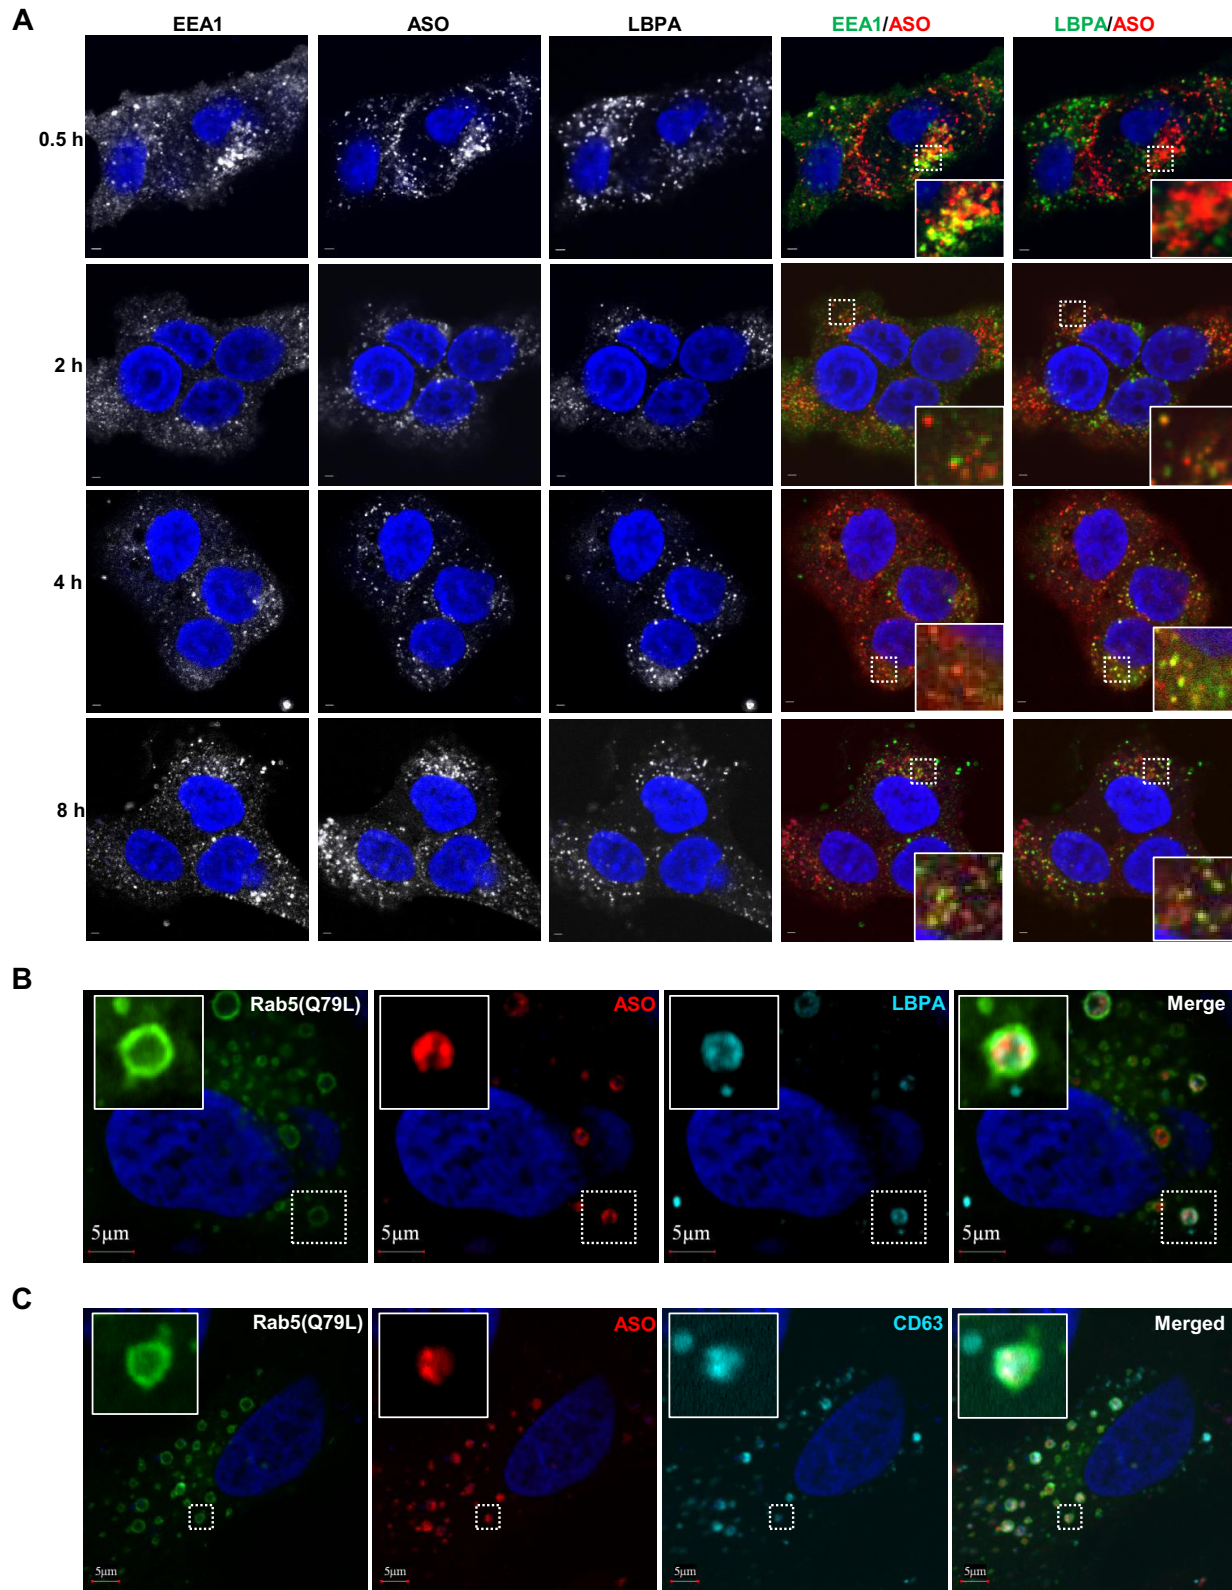 A
EEA1 ASO LBPA EEA1/ASO LBPA/ASO
0.5 h
2 h
4 h
8 h
B
Rab5(Q79L) ASO LBPA Merge
5µm 5µm 5µm 5µm
C
Rab5(Q79L) ASO CD63 Merged
5µm 5µm 5µm 5µm